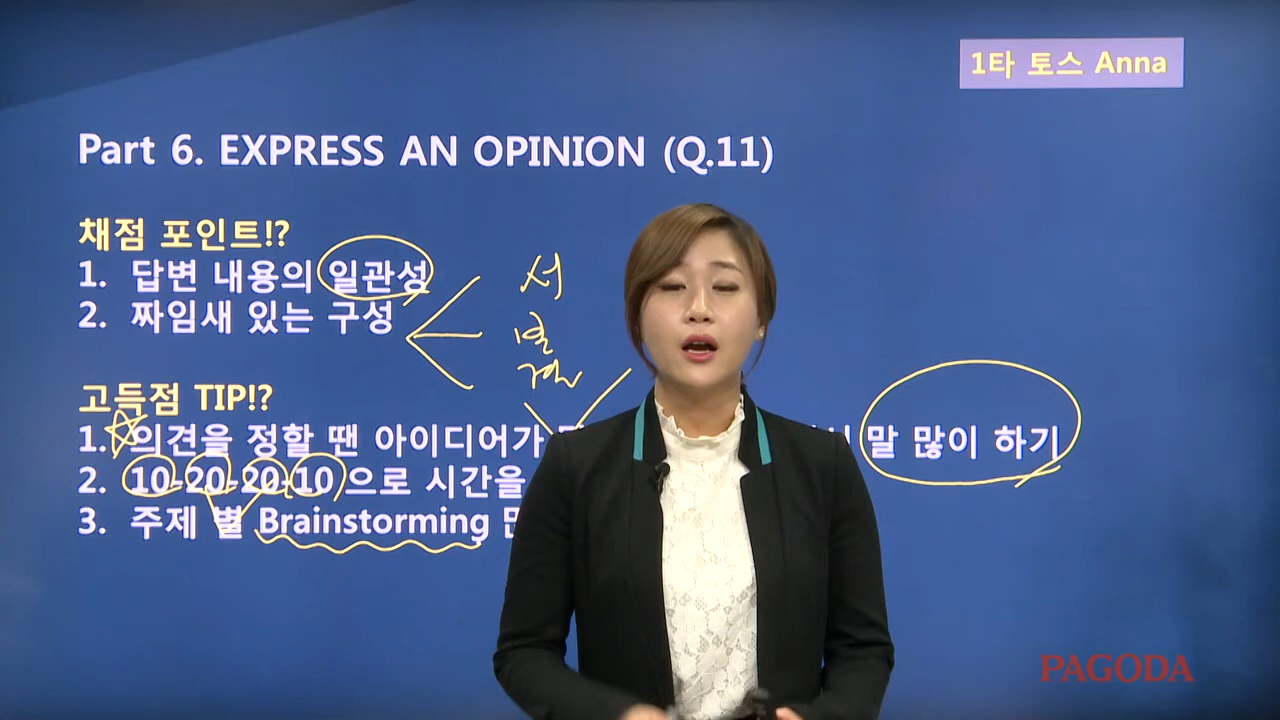 1타 토스 Anna
Part 6. EXPRESS AN OPINION (Q.11)
채점 포인트!?
1. 답변 내용의 일관성
2. 짜임새 있는 구성
서
본
결
고득점 TIP!?
1. 의견을 정할 땐 아이디어가 말 많이 하기
2. 10-20-20-10 으로 시간을
3. 주제 별 Brainstorming
PAGODA